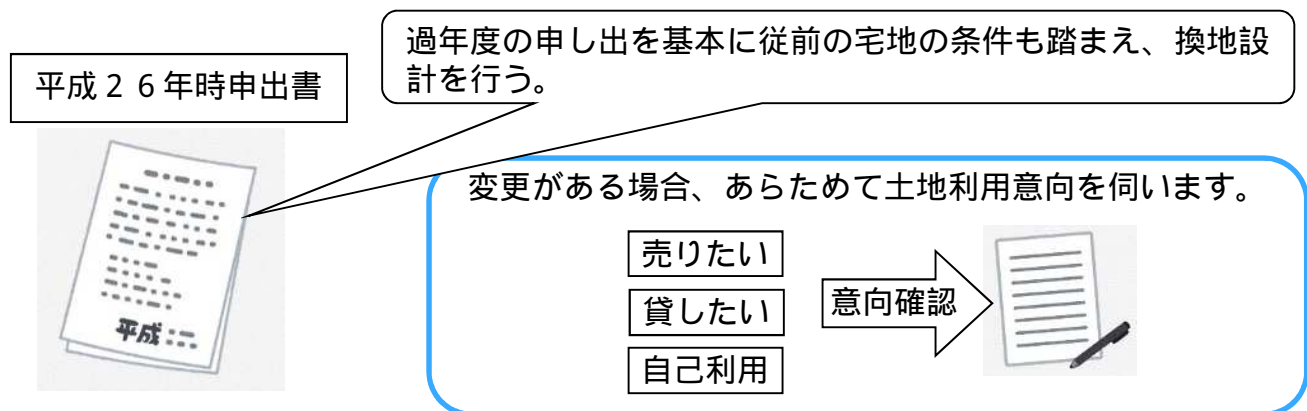 過年度の申し出を基本に従前の宅地の条件も踏まえ、換地設
計を行う。
平成２６年時申出書
平成
変更がある場合、あらためて土地利用意向を伺います。
売りたい
貸したい
自己利用
意向確認